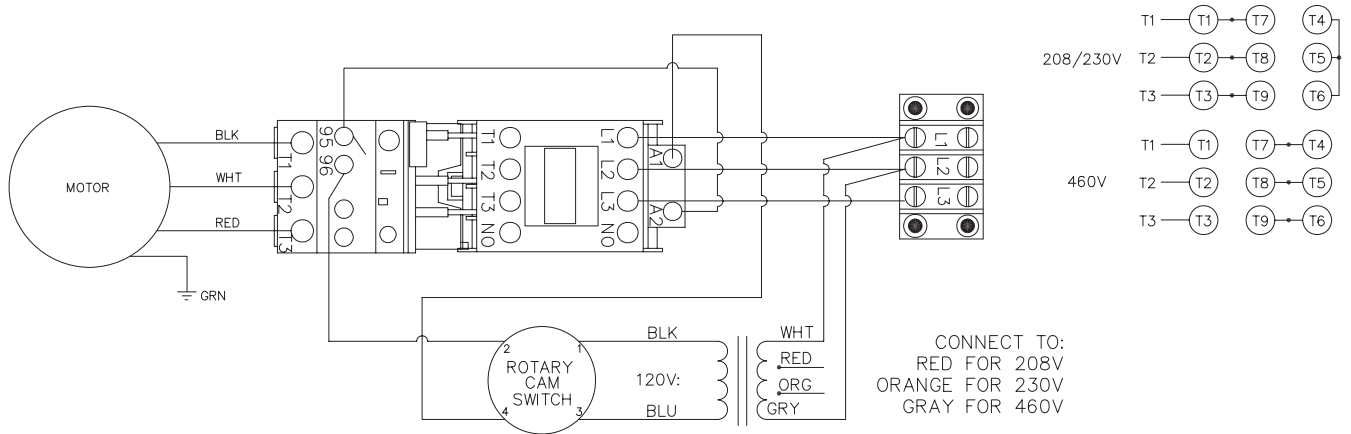 MOTOR
BLK
WHT
RED
GRN
T1
T2
T3
95
96
T1
T2
T3
NO
L1
L2
L3
NO
A1
A2
L1
L2
L3
2
1
ROTARY
CAM
SWITCH
4
3
BLK
120V:
BLU
WHT
RED
ORG
GRY
CONNECT TO:
RED FOR 208V
ORANGE FOR 230V
GRAY FOR 460V
208/230V
T1 T1 T7 T4
T2 T2 T8 T5
T3 T3 T9 T6
460V
T1 T1 T7 T4
T2 T2 T8 T5
T3 T3 T9 T6